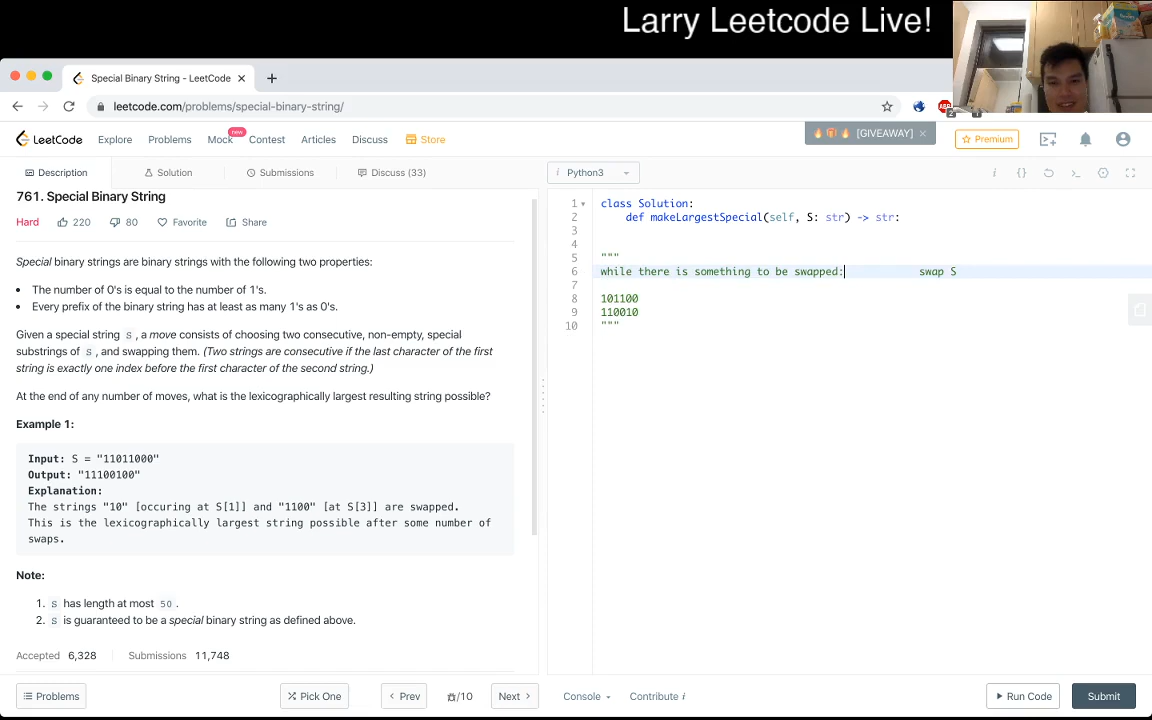 Larry Leetcode Live!
Special Binary String - LeetCode
leetcode.com/problems/special-binary-string/
LeetCode Explore Problems Mock new Contest Articles Discuss Store
[GIVEAWAY] ×
Premium
Description Solution Submissions Discuss (33)
i Python3
761. Special Binary String
Hard 220 80 Favorite Share
Special binary strings are binary strings with the following two properties:
• The number of 0's is equal to the number of 1's.
• Every prefix of the binary string has at least as many 1's as 0's.
Given a special string S, a move consists of choosing two consecutive, non-empty, special
substrings of S, and swapping them. (Two strings are consecutive if the last character of the first
string is exactly one index before the first character of the second string.)
At the end of any number of moves, what is the lexicographically largest resulting string possible?
Example 1:
Input: S = "11011000"
Output: "11100100"
Explanation:
The strings "10" [occuring at S[1]] and "1100" [at S[3]] are swapped.
This is the lexicographically largest string possible after some number of
swaps.
Note:
1. S has length at most 50.
2. S is guaranteed to be a special binary string as defined above.
Accepted 6,328 Submissions 11,748
1 class Solution:
2 def makeLargestSpecial(self, S: str) -> str:
3
4
5 """
6 while there is something to be swapped: swap S
7
8 101100
9 110010
10 """
Problems Pick One Prev /10 Next Console Contribute i Run Code Submit